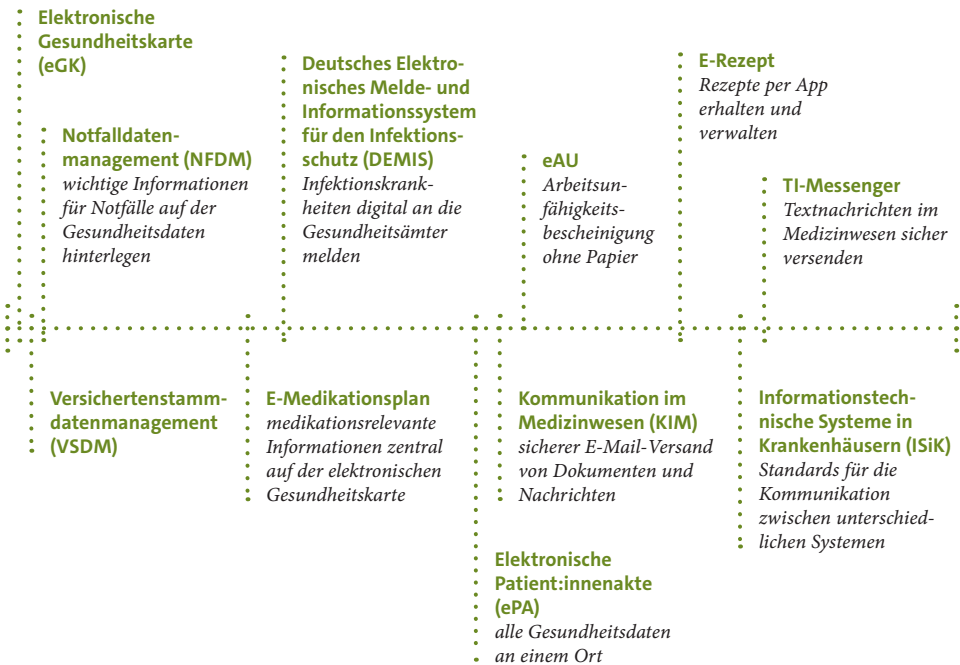 Elektronische
Gesundheitskarte
(eGK)
Notfalldaten-
management (NFDM)
wichtige Informationen
für Notfälle auf der
Gesundheitsdaten
hinterlegen
Deutsches Elektro-
nisches Melde- und
Informationssystem
für den Infektions-
schutz (DEMIS)
Infektionskrank-
heiten digital an die
Gesundheitsämter
melden
eAU
Arbeitsun-
fähigkeits-
bescheinigung
ohne Papier
E-Rezept
Rezepte per App
erhalten und
verwalten
TI-Messenger
Textnachrichten im
Medizinwesen sicher
versenden
Versichertenstamm-
datenmanagement
(VSDM)
E-Medikationsplan
medikationsrelevante
Informationen zentral
auf der elektronischen
Gesundheitskarte
Elektronische
Patient:innenakte
(ePA)
alle Gesundheitsdaten
an einem Ort
Kommunikation im
Medizinwesen (KIM)
sicherer E-Mail-Versand
von Dokumenten und
Nachrichten
Informationstech-
nische Systeme in
Krankenhäusern (ISiK)
Standards für die
Kommunikation
zwischen unterschied-
lichen Systemen